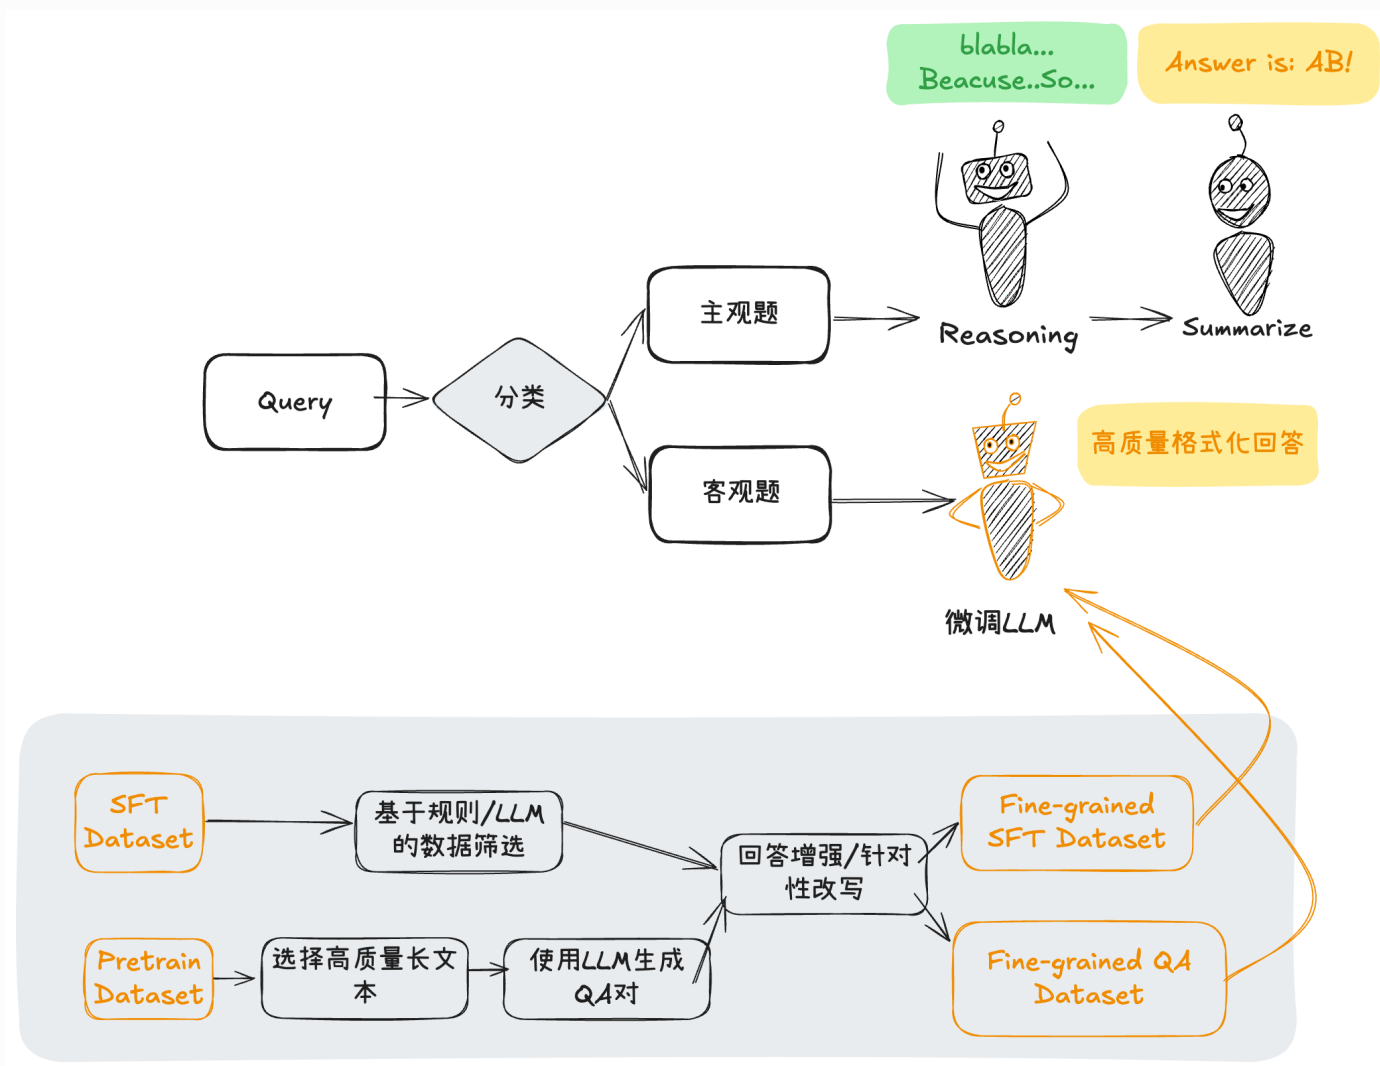 blabla...
Beacuse..So...
Answer is: AB!
主观题
Reasoning
Summarize
Query
分类
客观题
高质量格式化回答
微调LLM
SFT
Dataset
基于规则/LLM
的数据筛选
回答增强/针对
性改写
Fine-grained
SFT Dataset
Pretrain
Dataset
选择高质量长文
本
使用LLM生成
QA对
Fine-grained QA
Dataset